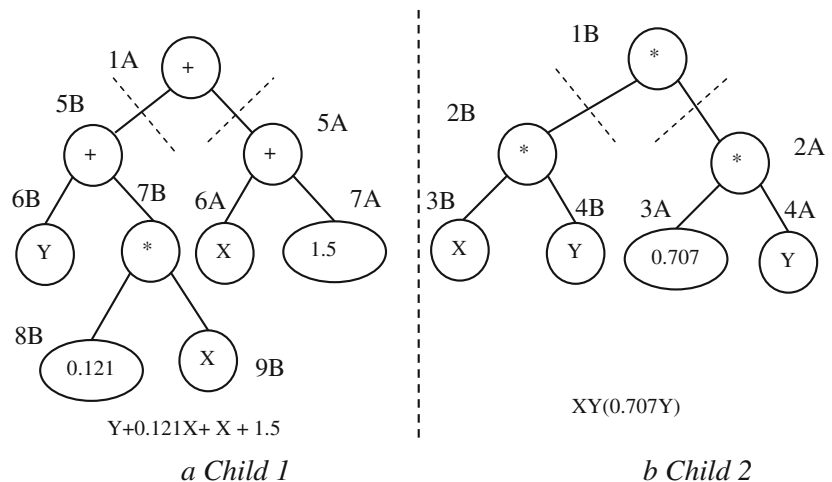 1A
+
5B
+
5A
+
6B
Y
7B
*
6A
X
7A
1.5
8B
0.121
X
9B
Y+0.121X+ X + 1.5
a Child 1
1B
*
2B
*
2A
*
3B
X
4B
Y
3A
0.707
4A
Y
XY(0.707Y)
b Child 2